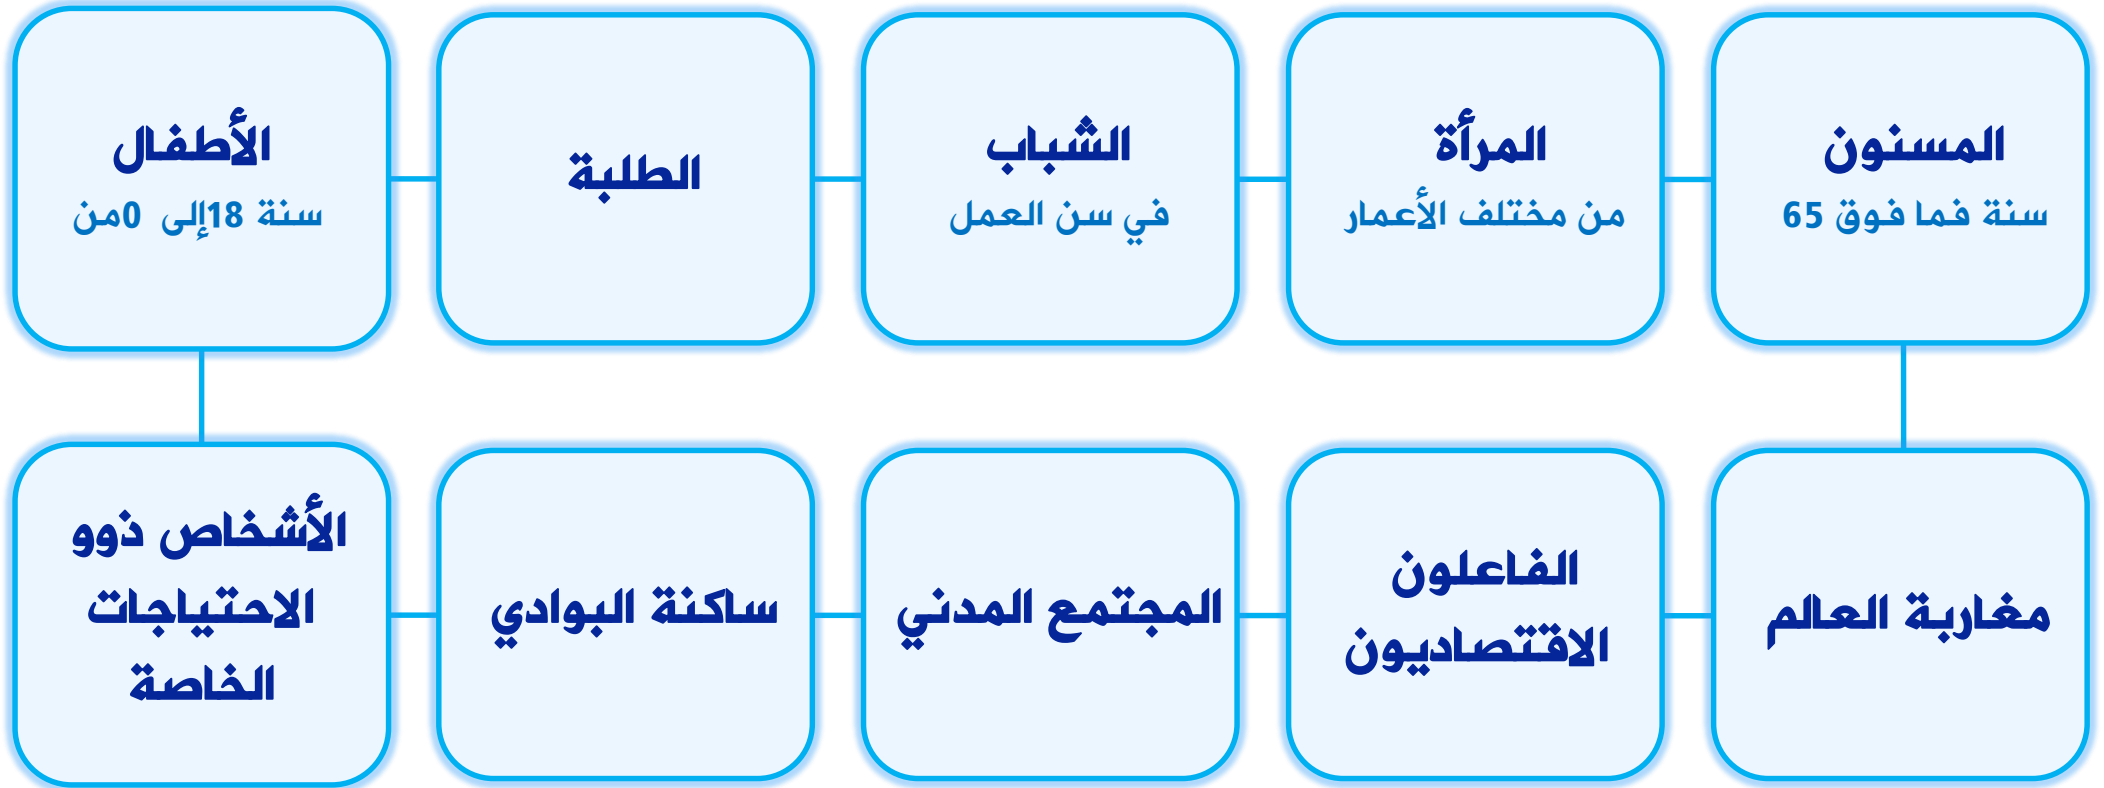 المسنون
سنة فما فوق 65
المرأة
من مختلف الأعمار
الشباب
في سن العمل
الطلبة
الأطفال
سنة 18إلى 0من
مغاربة العالم
الفاعلون
الاقتصاديون
المجتمع المدني
ساكنة البوادي
الأشخاص ذوو
الاحتياجات
الخاصة